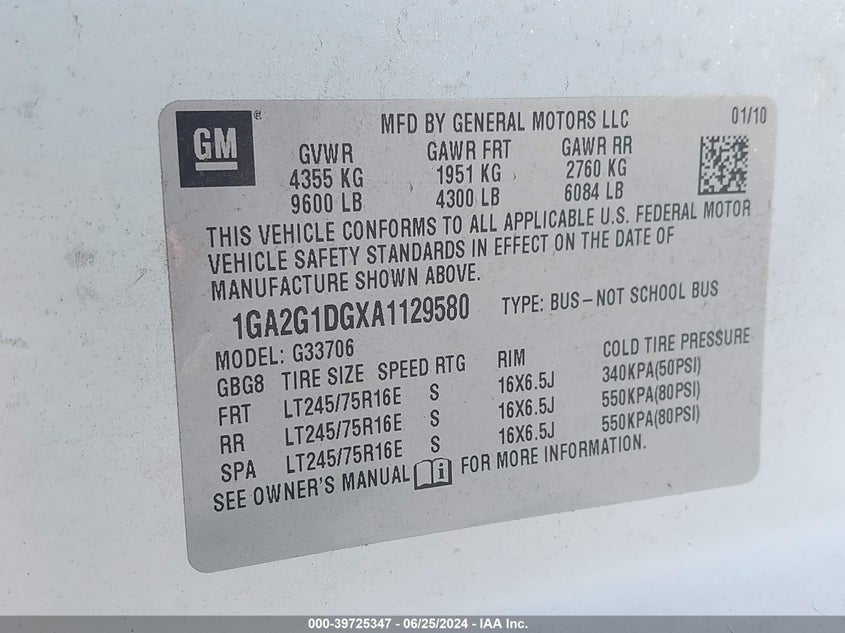 GM ®
MFD BY GENERAL MOTORS LLC 01/10
GVWR GAWR FRT GAWR RR
4355 KG 1951 KG 2760 KG
9600 LB 4300 LB 6084 LB
THIS VEHICLE CONFORMS TO ALL APPLICABLE U.S. FEDERAL MOTOR
VEHICLE SAFETY STANDARDS IN EFFECT ON THE DATE OF
MANUFACTURE SHOWN ABOVE.
1GA2G1DGXA1129580 TYPE: BUS-NOT SCHOOL BUS
MODEL: G33706
GBG8 TIRE SIZE SPEED RTG RIM COLD TIRE PRESSURE
FRT LT245/75R16E S 16X6.5J 340KPA(50PSI)
RR LT245/75R16E S 16X6.5J 550KPA(80PSI)
SPA LT245/75R16E S 16X6.5J 550KPA(80PSI)
SEE OWNER'S MANUAL i FOR MORE INFORMATION.
000-39725347 - 06/25/2024 - IAA Inc.